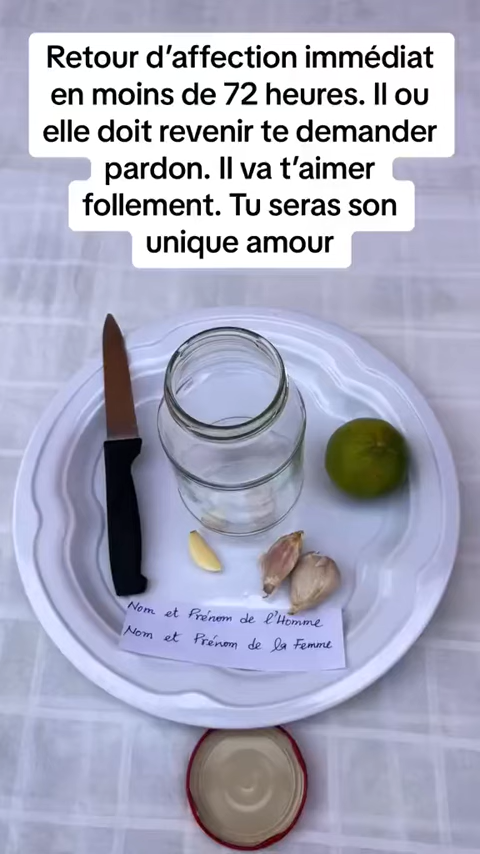 Retour d’affection immédiat
en moins de 72 heures. Il ou
elle doit revenir te demander
pardon. Il va t’aimer
follement. Tu seras son
unique amour
Nom et Prénom de l'Homme
Nom et Prénom de la Femme